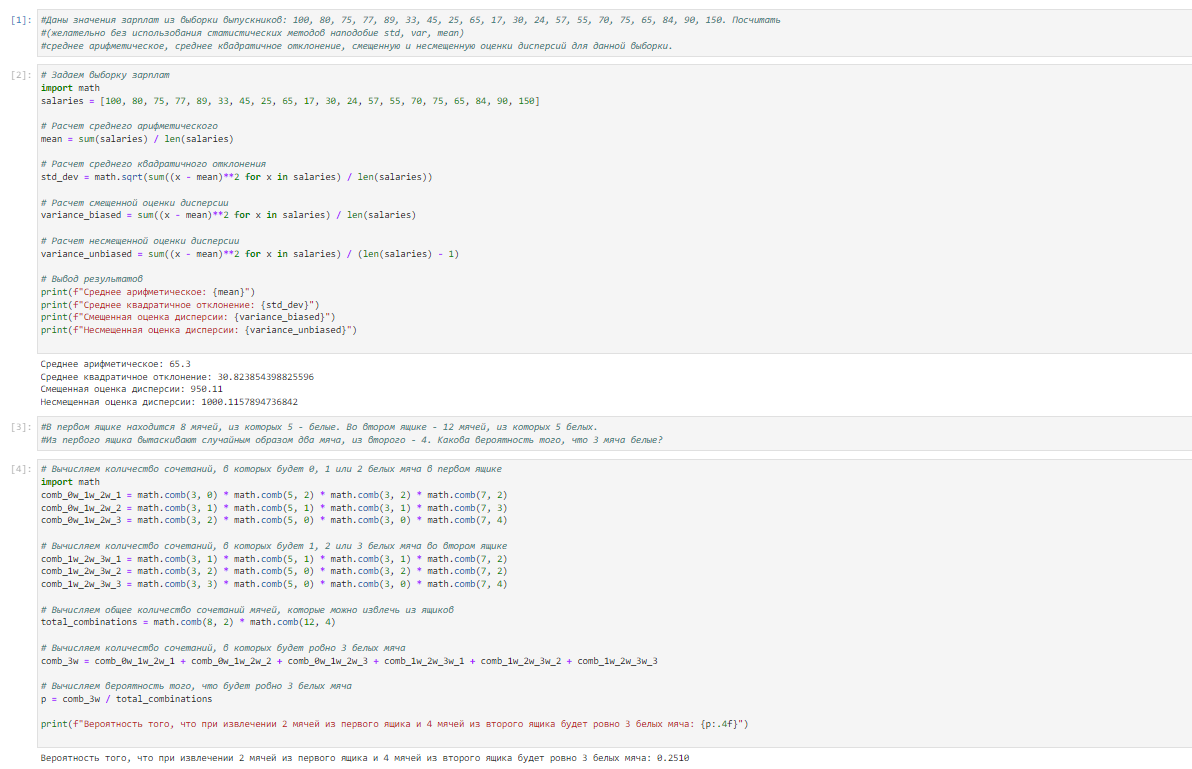 [1]: #Даны значения зарплат из выборки выпускников: 100, 80, 75, 77, 89, 33, 45, 25, 65, 17, 30, 24, 57, 55, 70, 75, 65, 84, 90, 150. Посчитать
#(желательно без использования статистических методов наподобие std, var, mean)
#среднее арифметическое, среднее квадратичное отклонение, смещенную и несмещенную оценки дисперсий для данной выборки.
[2]: # Задаем выборку зарплат
import math
salaries = [100, 80, 75, 77, 89, 33, 45, 25, 65, 17, 30, 24, 57, 55, 70, 75, 65, 84, 90, 150]
# Расчет среднего арифметического
mean = sum(salaries) / len(salaries)
# Расчет среднего квадратичного отклонения
std_dev = math.sqrt(sum((x - mean)**2 for x in salaries) / len(salaries))
# Расчет смещенной оценки дисперсии
variance_biased = sum((x - mean)**2 for x in salaries) / len(salaries)
# Расчет несмещенной оценки дисперсии
variance_unbiased = sum((x - mean)**2 for x in salaries) / (len(salaries) - 1)
# Вывод результатов
print(f"Среднее арифметическое: {mean}")
print(f"Среднее квадратичное отклонение: {std_dev}")
print(f"Смещенная оценка дисперсии: {variance_biased}")
print(f"Несмещенная оценка дисперсии: {variance_unbiased}")
Среднее арифметическое: 65.3
Среднее квадратичное отклонение: 30.823854398825596
Смещенная оценка дисперсии: 950.11
Несмещенная оценка дисперсии: 1000.1157894736842
[3]: #В первом ящике находится 8 мячей, из которых 5 - белые. Во втором ящике - 12 мячей, из которых 5 белых.
#Из первого ящика вытаскивают случайным образом два мяча, из второго - 4. Какова вероятность того, что 3 мяча белые?
[4]: # Вычисляем количество сочетаний, в которых будет 0, 1 или 2 белых мяча в первом ящике
import math
comb_0w_1w_2w_1 = math.comb(3, 0) * math.comb(5, 2) * math.comb(3, 2) * math.comb(7, 2)
comb_0w_1w_2w_2 = math.comb(3, 1) * math.comb(5, 1) * math.comb(3, 1) * math.comb(7, 3)
comb_0w_1w_2w_3 = math.comb(3, 2) * math.comb(5, 0) * math.comb(3, 0) * math.comb(7, 4)
# Вычисляем количество сочетаний, в которых будет 1, 2 или 3 белых мяча во втором ящике
comb_1w_2w_3w_1 = math.comb(3, 1) * math.comb(5, 1) * math.comb(3, 1) * math.comb(7, 2)
comb_1w_2w_3w_2 = math.comb(3, 2) * math.comb(5, 0) * math.comb(3, 2) * math.comb(7, 2)
comb_1w_2w_3w_3 = math.comb(3, 3) * math.comb(5, 0) * math.comb(3, 0) * math.comb(7, 4)
# Вычисляем общее количество сочетаний мячей, которые можно извлечь из ящиков
total_combinations = math.comb(8, 2) * math.comb(12, 4)
# Вычисляем количество сочетаний, в которых будет ровно 3 белых мяча
comb_3w = comb_0w_1w_2w_1 + comb_0w_1w_2w_2 + comb_0w_1w_2w_3 + comb_1w_2w_3w_1 + comb_1w_2w_3w_2 + comb_1w_2w_3w_3
# Вычисляем вероятность того, что будет ровно 3 белых мяча
p = comb_3w / total_combinations
print(f"Вероятность того, что при извлечении 2 мячей из первого ящика и 4 мячей из второго ящика будет ровно 3 белых мяча: {p:.4f}")
Вероятность того, что при извлечении 2 мячей из первого ящика и 4 мячей из второго ящика будет ровно 3 белых мяча: 0.2510